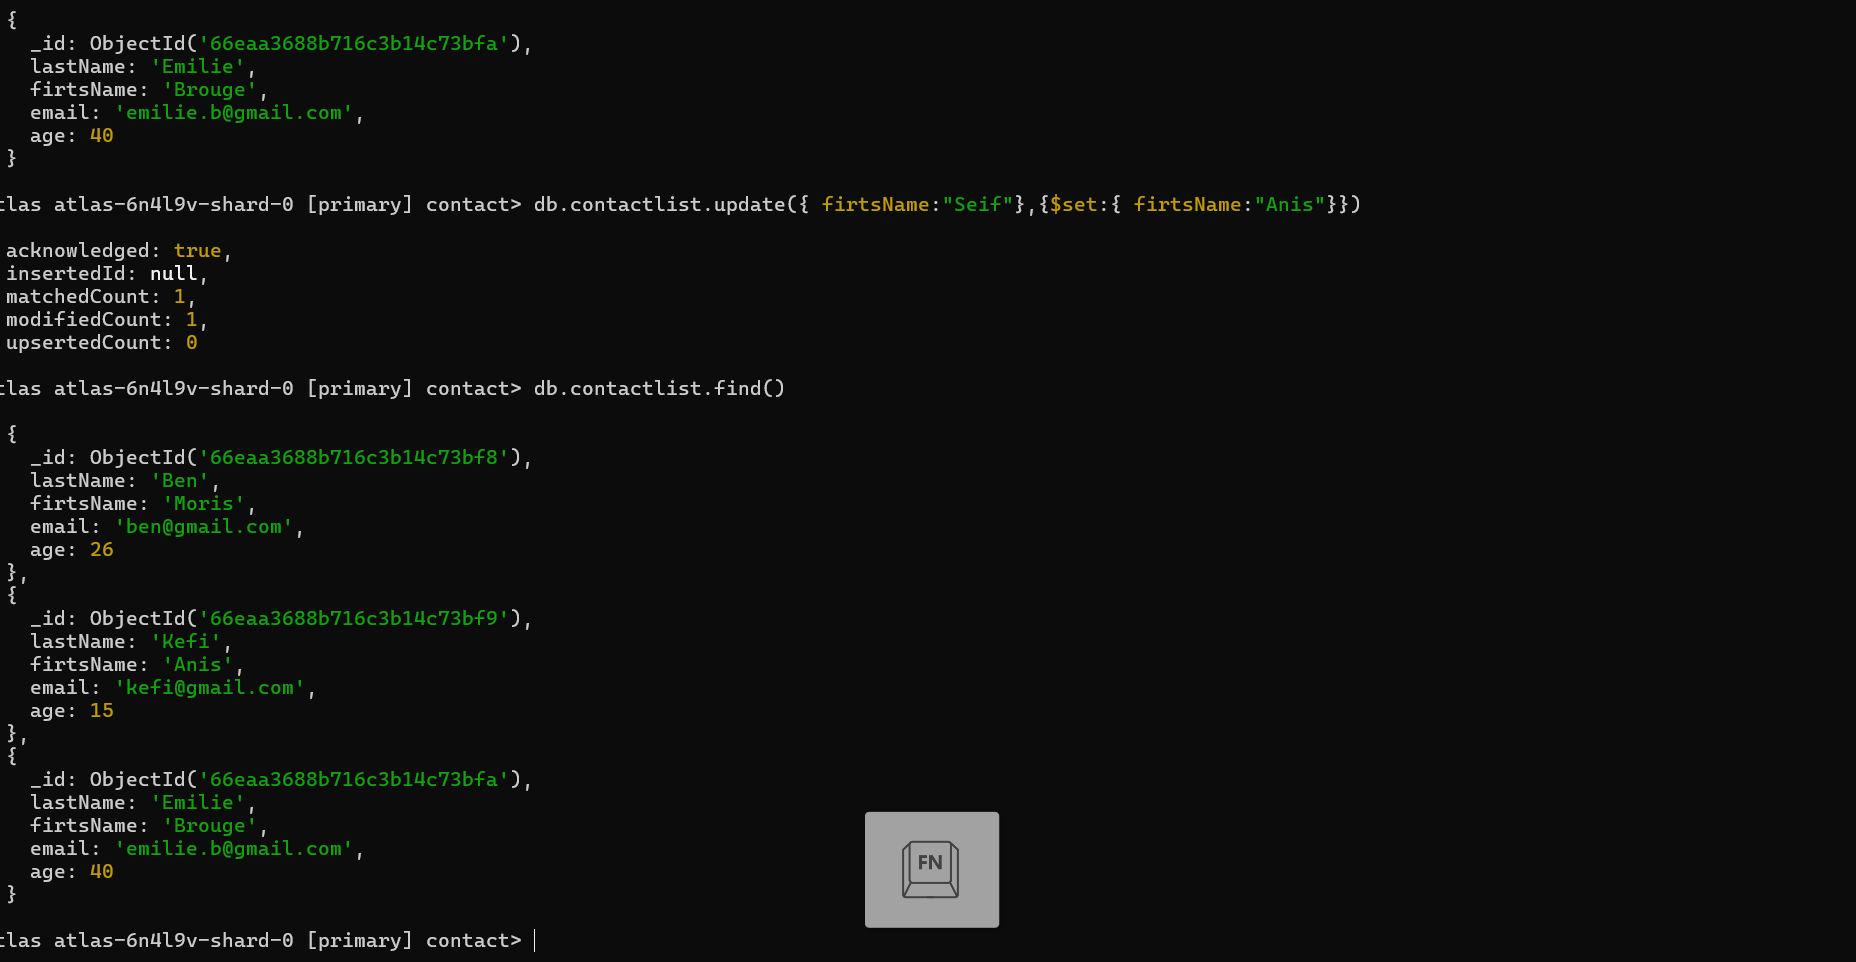 {
  _id: ObjectId('66eaa3688b716c3b14c73bfa'),
  lastName: 'Emilie',
  firtsName: 'Brouge',
  email: 'emilie.b@gmail.com',
  age: 40
}
tlas atlas-6n4l9v-shard-0 [primary] contact> db.contactlist.update({ firtsName:"Seif"},{$set:{ firtsName:"Anis"}})
acknowledged: true,
insertedId: null,
matchedCount: 1,
modifiedCount: 1,
upsertedCount: 0
tlas atlas-6n4l9v-shard-0 [primary] contact> db.contactlist.find()
{
  _id: ObjectId('66eaa3688b716c3b14c73bf8'),
  lastName: 'Ben',
  firtsName: 'Moris',
  email: 'ben@gmail.com',
  age: 26
},
{
  _id: ObjectId('66eaa3688b716c3b14c73bf9'),
  lastName: 'Kefi',
  firtsName: 'Anis',
  email: 'kefi@gmail.com',
  age: 15
},
{
  _id: ObjectId('66eaa3688b716c3b14c73bfa'),
  lastName: 'Emilie',
  firtsName: 'Brouge',
  email: 'emilie.b@gmail.com',
  age: 40
}
FN
tlas atlas-6n4l9v-shard-0 [primary] contact>